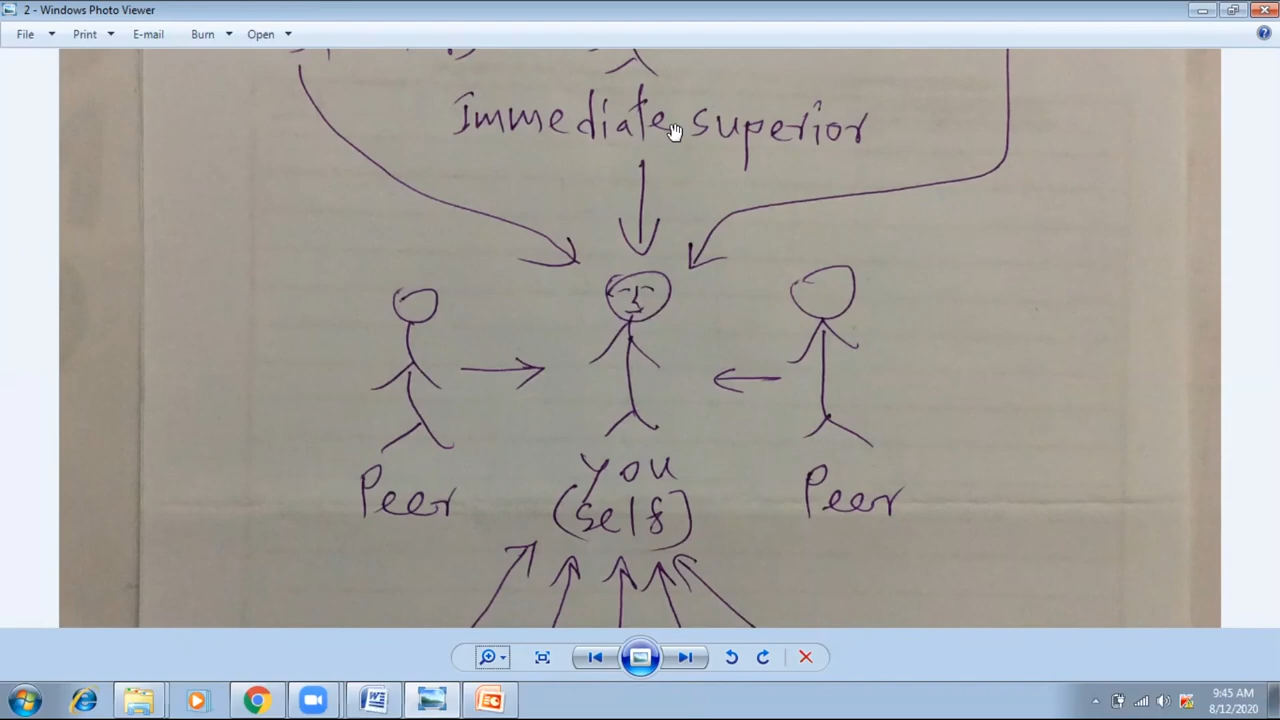 2 - Windows Photo Viewer
File Print E-mail Burn Open
Immediate superior
Peer
You
(Self)
Peer
9:45 AM
8/12/2020